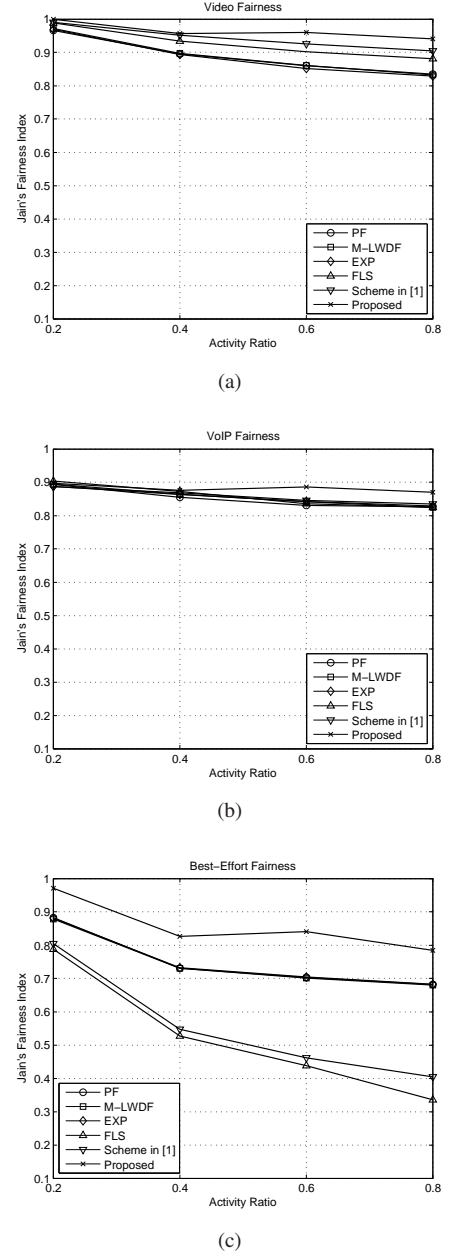 Video Fairness
1
0.9
0.8
0.7
0.6
0.5
0.4
0.3
0.2
0.1
Jain's Fairness Index
PF
M−LWDF
EXP
FLS
Scheme in [1]
Proposed
0.2 0.4 0.6 0.8
Activity Ratio
(a)
VoIP Fairness
1
0.9
0.8
0.7
0.6
0.5
0.4
0.3
0.2
0.1
Jain's Fairness Index
PF
M−LWDF
EXP
FLS
Scheme in [1]
Proposed
0.2 0.4 0.6 0.8
Activity Ratio
(b)
Best−Effort Fairness
1
0.9
0.8
0.7
0.6
0.5
0.4
0.3
0.2
0.1
Jain's Fairness Index
PF
M−LWDF
EXP
FLS
Scheme in [1]
Proposed
0.2 0.4 0.6 0.8
Activity Ratio
(c)